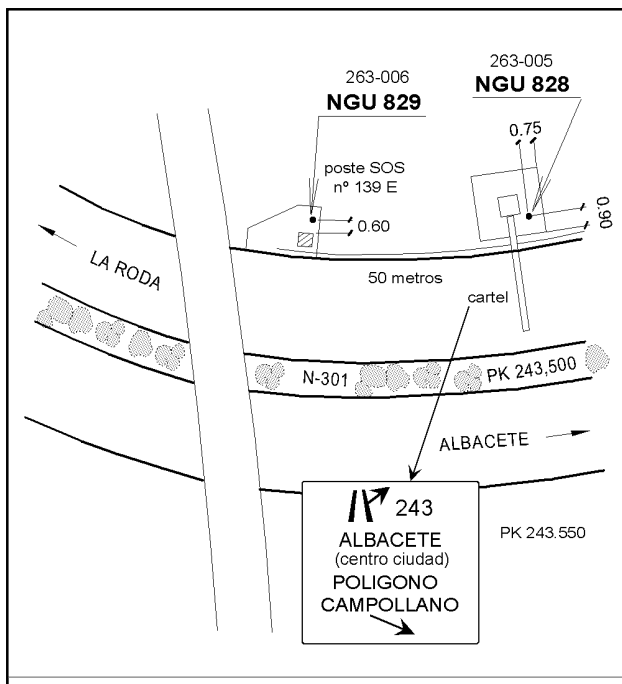 263-006
NGU 829
263-005
NGU 828
0.75
poste SOS
nº 139 E
0.60
0.90
LA RODA
50 metros
cartel
N-301
PK 243,500
ALBACETE
243
ALBACETE
(centro ciudad)
POLIGONO
CAMPOLLANO
PK 243.550